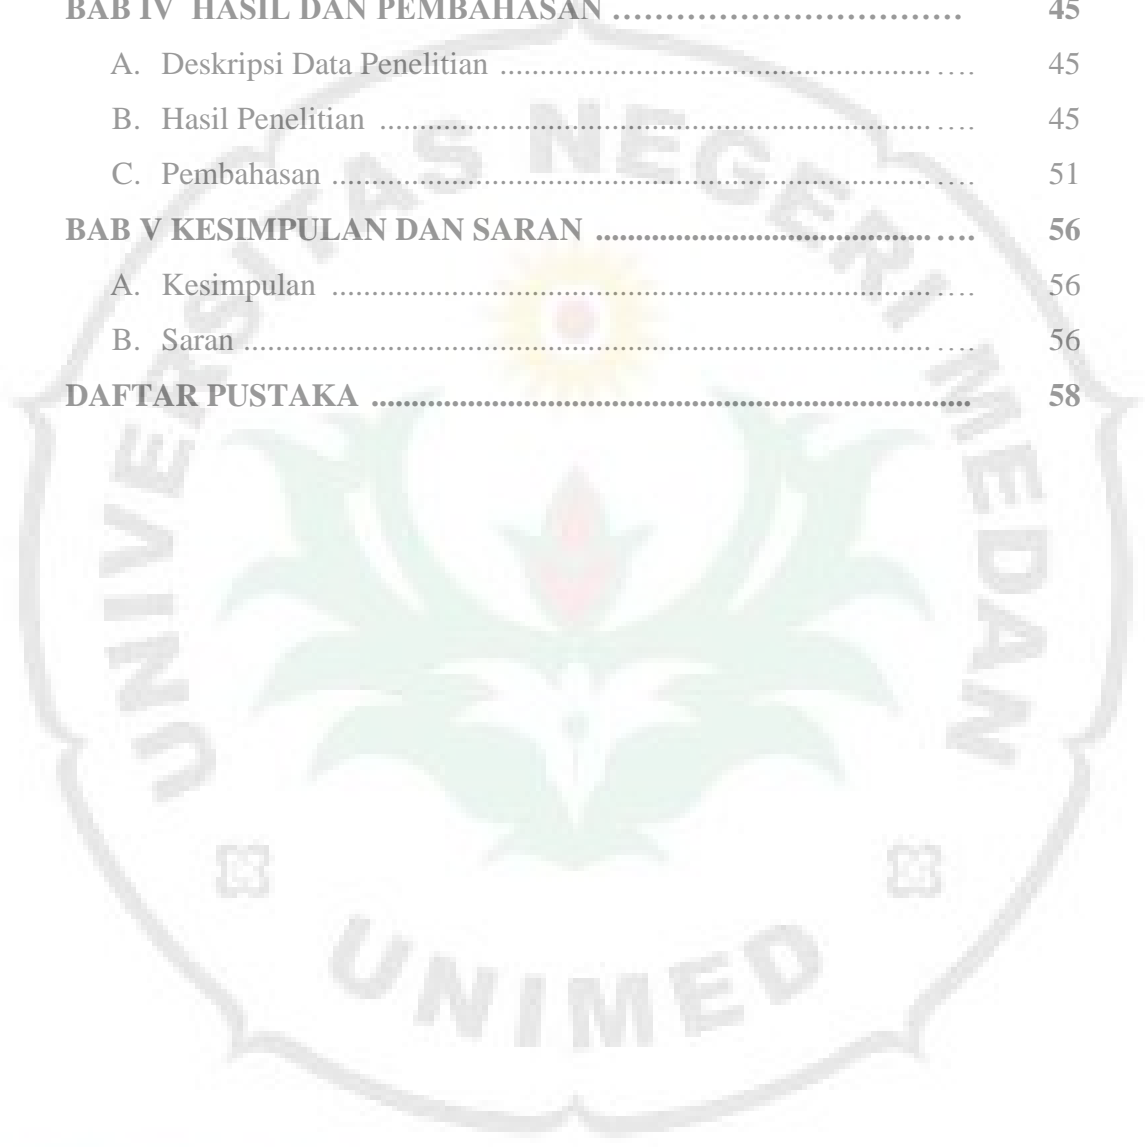 BAB IV HASIL DAN PEMBAHASAN ................................. 45
A. Deskripsi Data Penelitian ..................................................................... 45
B. Hasil Penelitian ....................................................................................... 45
C. Pembahasan .............................................................................................. 51
BAB V KESIMPULAN DAN SARAN ...................................................... 56
A. Kesimpulan .............................................................................................. 56
B. Saran ............................................................................................................ 56
DAFTAR PUSTAKA .......................................................................... 58
UNIVERSITAS NEGERI MEDAN
UNIMED